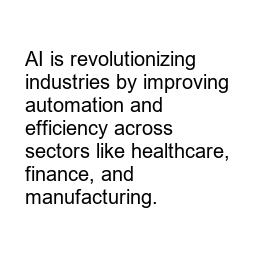 AI is revolutionizing
industries by improving
automation and
efficiency across
sectors like healthcare,
finance, and
manufacturing.